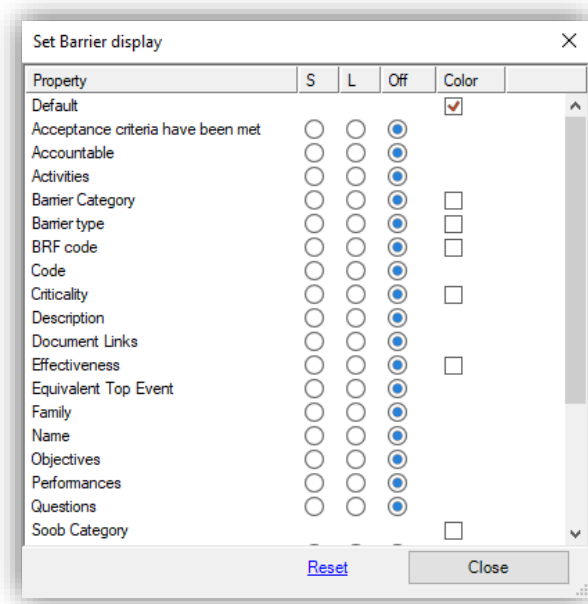 Set Barrier display
Property S L Off Color
Default
Acceptance criteria have been met
Accountable
Activities
Barrier Category
Barrier type
BRF code
Code
Criticality
Description
Document Links
Effectiveness
Equivalent Top Event
Family
Name
Objectives
Performances
Questions
Soob Category
Reset Close